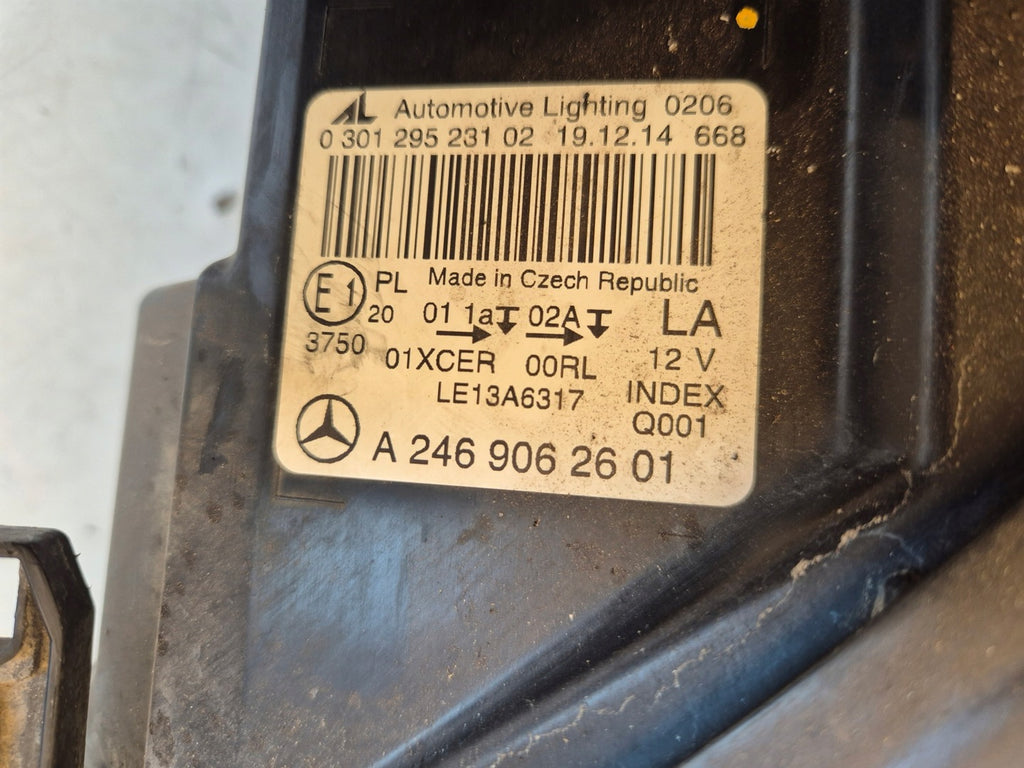 AL Automotive Lighting 0206
0 301 295 231 02 19.12.14 668
PL Made in Czech Republic
E1
20 01 1a 02A LA
3750 01XCER 00RL 12 V
LE13A6317 INDEX
Q001
A 246 906 26 01